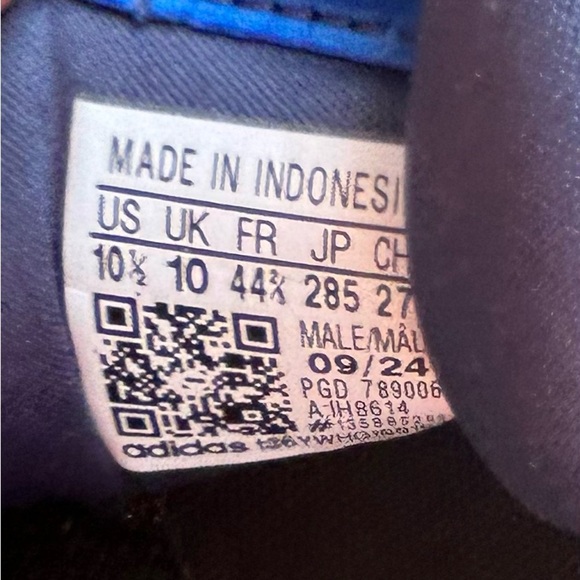 MADE IN INDONESI
US UK FR JP CH
10½ 10 44⅔ 285 27
MALE/MÂL
09/24
PGD 789006
A IH8614
adidas